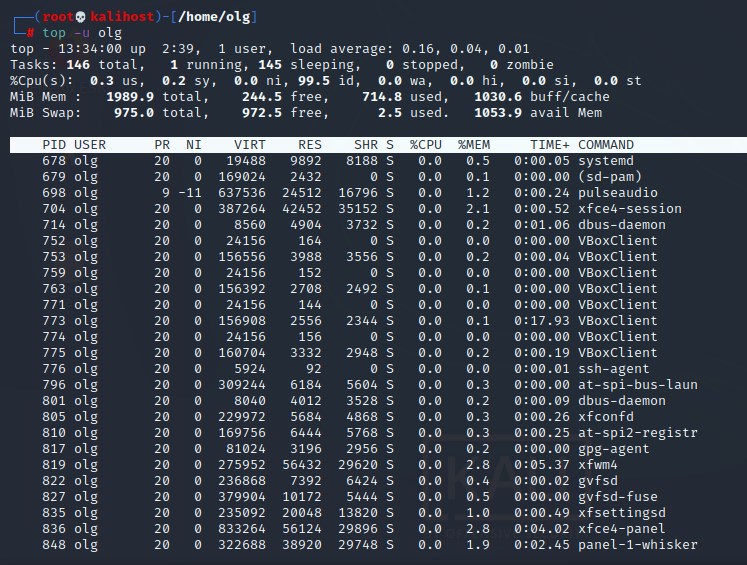 (root💀kalihost)-[/home/olg]
# top -u olg
top - 13:34:00 up  2:39,  1 user,  load average: 0.16, 0.04, 0.01
Tasks: 146 total,   1 running, 145 sleeping,   0 stopped,   0 zombie
%Cpu(s):  0.3 us,  0.2 sy,  0.0 ni, 99.5 id,  0.0 wa,  0.0 hi,  0.0 si,  0.0 st
MiB Mem :   1989.9 total,    244.5 free,    714.8 used,   1030.6 buff/cache
MiB Swap:    975.0 total,    972.5 free,      2.5 used.   1053.9 avail Mem
PID USER      PR  NI    VIRT    RES    SHR S  %CPU  %MEM     TIME+ COMMAND
678 olg       20   0   19488   9892   8188 S   0.0   0.5   0:00.05 systemd
679 olg       20   0  169024   2432      0 S   0.0   0.1   0:00.00 (sd-pam)
698 olg        9 -11  637536  24512  16796 S   0.0   1.2   0:00.24 pulseaudio
704 olg       20   0  387264  42452  35152 S   0.0   2.1   0:00.52 xfce4-session
714 olg       20   0    8560   4904   3732 S   0.0   0.2   0:01.06 dbus-daemon
752 olg       20   0   24156    164      0 S   0.0   0.0   0:00.00 VBoxClient
753 olg       20   0  156556   3988   3556 S   0.0   0.2   0:00.04 VBoxClient
759 olg       20   0   24156    152      0 S   0.0   0.0   0:00.00 VBoxClient
763 olg       20   0  156392   2708   2492 S   0.0   0.1   0:00.00 VBoxClient
771 olg       20   0   24156    144      0 S   0.0   0.0   0:00.00 VBoxClient
773 olg       20   0  156908   2556   2344 S   0.0   0.1   0:17.93 VBoxClient
774 olg       20   0   24156    156      0 S   0.0   0.0   0:00.00 VBoxClient
775 olg       20   0  160704   3332   2948 S   0.0   0.2   0:00.19 VBoxClient
776 olg       20   0    5924     92      0 S   0.0   0.0   0:00.01 ssh-agent
796 olg       20   0  309244   6184   5604 S   0.0   0.3   0:00.00 at-spi-bus-laun
801 olg       20   0    8040   4012   3528 S   0.0   0.2   0:00.09 dbus-daemon
805 olg       20   0  229972   5684   4868 S   0.0   0.3   0:00.26 xfconfd
810 olg       20   0  169756   6444   5768 S   0.0   0.3   0:00.25 at-spi2-registr
817 olg       20   0   81024   3196   2956 S   0.0   0.2   0:00.00 gpg-agent
819 olg       20   0  275952  56432  29620 S   0.0   2.8   0:05.37 xfwm4
822 olg       20   0  236868   7392   6424 S   0.0   0.4   0:00.02 gvfsd
827 olg       20   0  379904  10172   5444 S   0.0   0.5   0:00.00 gvfsd-fuse
835 olg       20   0  235092  20048  13820 S   0.0   1.0   0:00.49 xfsettingsd
836 olg       20   0  833264  56124  29896 S   0.0   2.8   0:04.02 xfce4-panel
848 olg       20   0  322688  38920  29748 S   0.0   1.9   0:02.45 panel-1-whisker